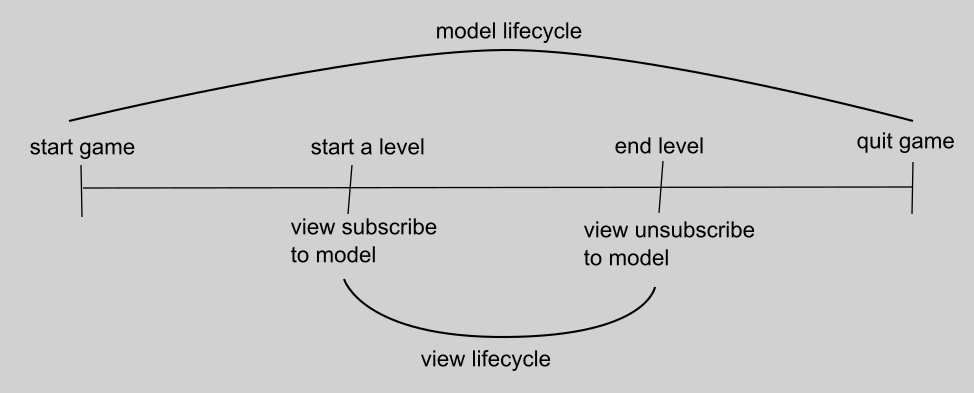 model lifecycle
start game
start a level
end level
quit game
view subscribe
to model
view unsubscribe
to model
view lifecycle